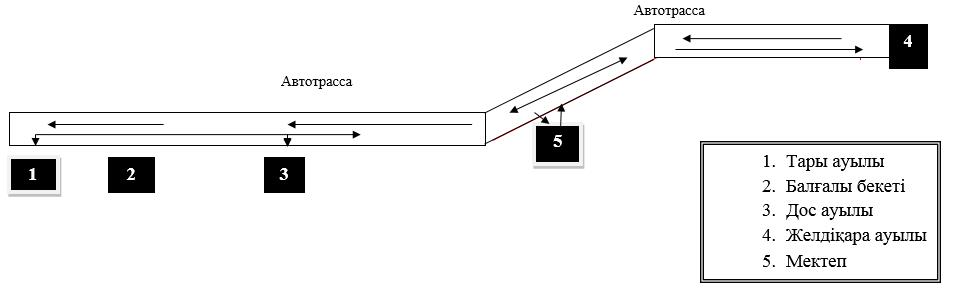 Автотрасса
4
Автотрасса
5
1
2
3
1. Тары ауылы
2. Балғалы бекеті
3. Дос ауылы
4. Желдіқара ауылы
5. Мектеп